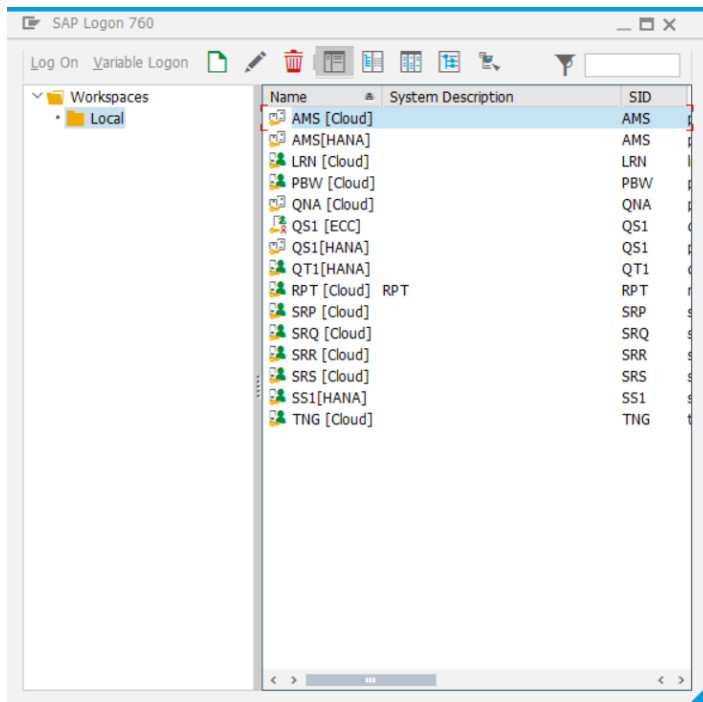 SAP Logon 760
Log On Variable Logon
Workspaces
Local
Name System Description SID
AMS [Cloud] AMS
AMS[HANA] AMS
LRN [Cloud] LRN
PBW [Cloud] PBW
QNA [Cloud] QNA
QS1 [ECC] QS1
QS1[HANA] QS1
QT1[HANA] QT1
RPT [Cloud] RPT RPT
SRP [Cloud] SRP
SRQ [Cloud] SRQ
SRR [Cloud] SRR
SRS [Cloud] SRS
SS1[HANA] SS1
TNG [Cloud] TNG